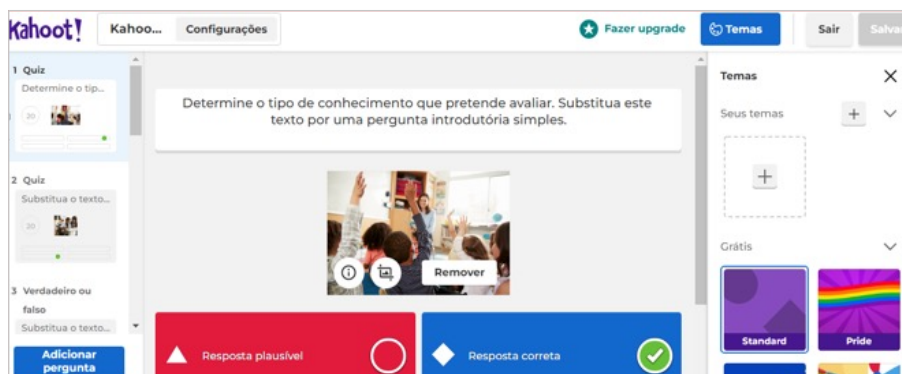 Kahoot!
Kahoo...
Configurações
Fazer upgrade
Temas
Sair
Salva
1 Quiz
Determine o tip...
20
2 Quiz
Substitua o texto...
20
3 Verdadeiro ou
falso
Substitua o texto...
Adicionar
pergunta
Determine o tipo de conhecimento que pretende avaliar. Substitua este
texto por uma pergunta introdutória simples.
Remover
Resposta plausível
Resposta correta
Temas
Seus temas
Grátis
Standard
Pride